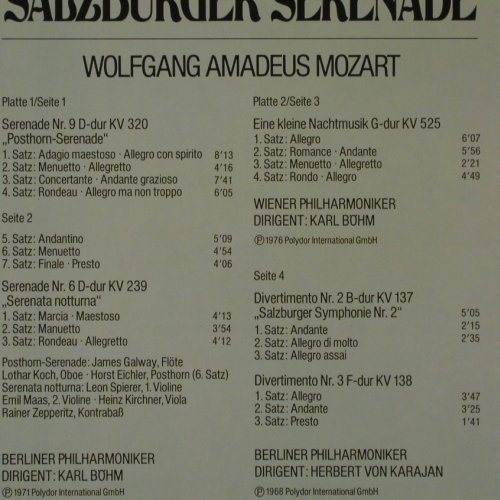 SALZBURGER SERENADE
WOLFGANG AMADEUS MOZART
Platte 1/Seite 1
Serenade Nr. 9 D-dur KV 320
„Posthorn-Serenade“
1. Satz: Adagio maestoso · Allegro con spirito 8'13
2. Satz: Menuetto · Allegretto 4'16
3. Satz: Concertante · Andante grazioso 7'41
4. Satz: Rondeau · Allegro ma non troppo 6'05
Seite 2
5. Satz: Andantino 5'09
6. Satz: Menuetto 4'54
7. Satz: Finale · Presto 4'06
Serenade Nr. 6 D-dur KV 239
„Serenata notturna“
1. Satz: Marcia · Maestoso 4'13
2. Satz: Manuetto 3'54
3. Satz: Rondeau · Allegretto 4'12
Posthorn-Serenade: James Galway, Flöte
Lothar Koch, Oboe · Horst Eichler, Posthorn (6. Satz)
Serenata notturna: Leon Spierer, 1. Violine
Emil Maas, 2. Violine · Heinz Kirchner, Viola
Rainer Zepperitz, Kontrabaß
BERLINER PHILHARMONIKER
DIRIGENT: KARL BÖHM
Ⓟ 1971 Polydor International GmbH
Platte 2/Seite 3
Eine kleine Nachtmusik G-dur KV 525
1. Satz: Allegro 6'07
2. Satz: Romance · Andante 5'56
3. Satz: Menuetto · Allegretto 2'21
4. Satz: Rondo · Allegro 4'49
WIENER PHILHARMONIKER
DIRIGENT: KARL BÖHM
Ⓟ 1976 Polydor International GmbH
Seite 4
Divertimento Nr. 2 B-dur KV 137
„Salzburger Symphonie Nr. 2“ 5'05
1. Satz: Andante 2'15
2. Satz: Allegro di molto 2'35
3. Satz: Allegro assai
Divertimento Nr. 3 F-dur KV 138
1. Satz: Allegro 3'47
2. Satz: Andante 3'25
3. Satz: Presto 1'41
BERLINER PHILHARMONIKER
DIRIGENT: HERBERT VON KARAJAN
Ⓟ 1968 Polydor International GmbH